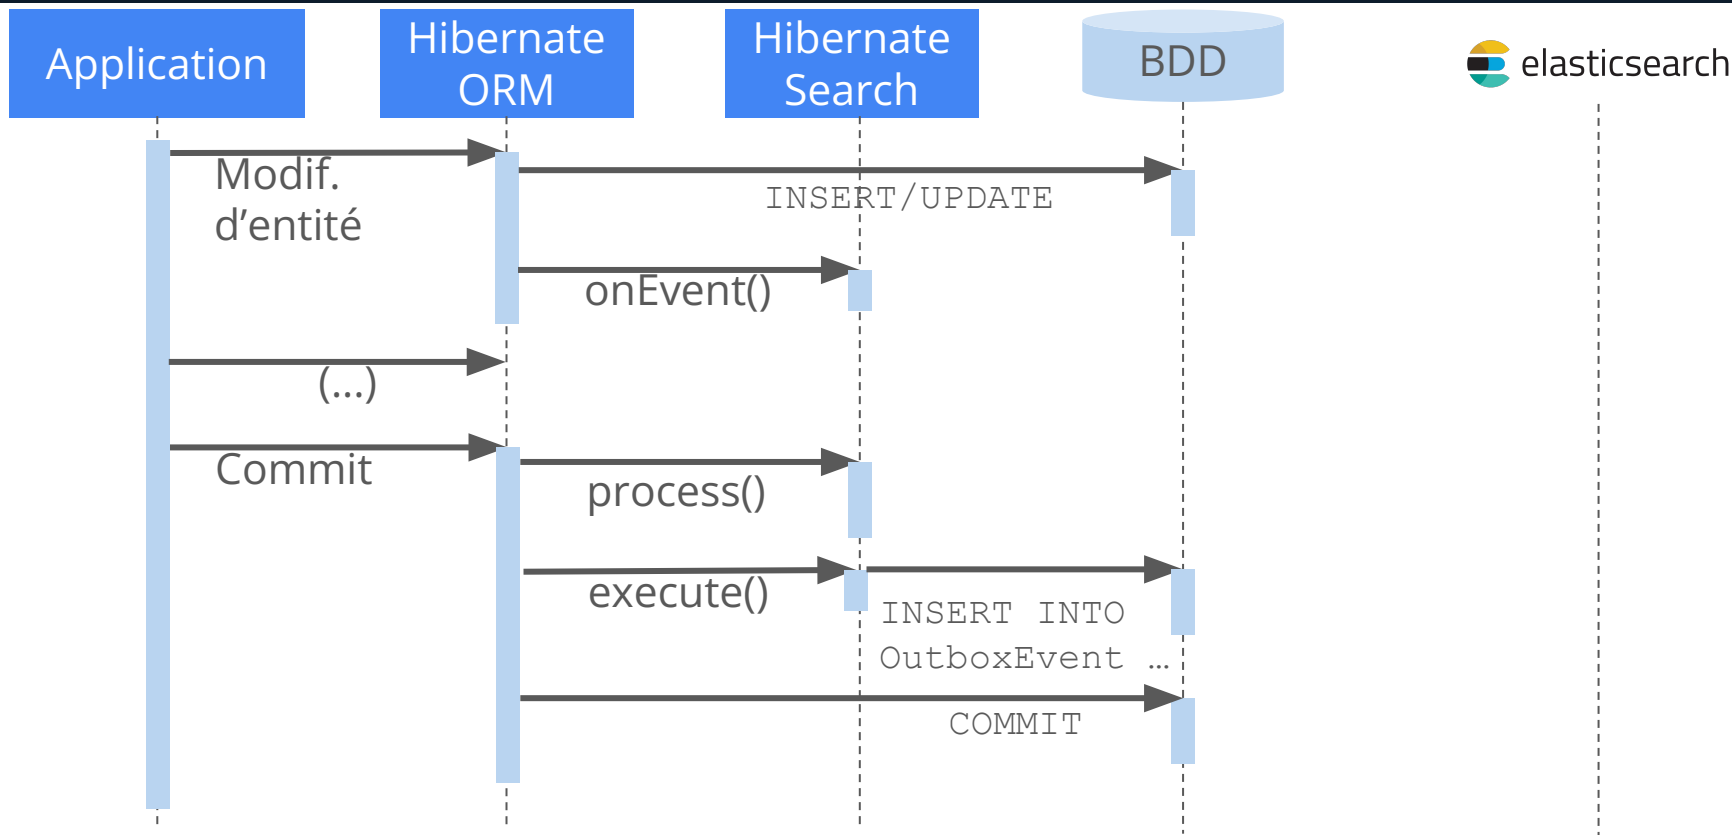 Application
Hibernate
ORM
Hibernate
Search
BDD
elasticsearch
Modif.
d’entité
INSERT/UPDATE
onEvent()
(...)
Commit
process()
execute()
INSERT INTO
OutboxEvent …
COMMIT